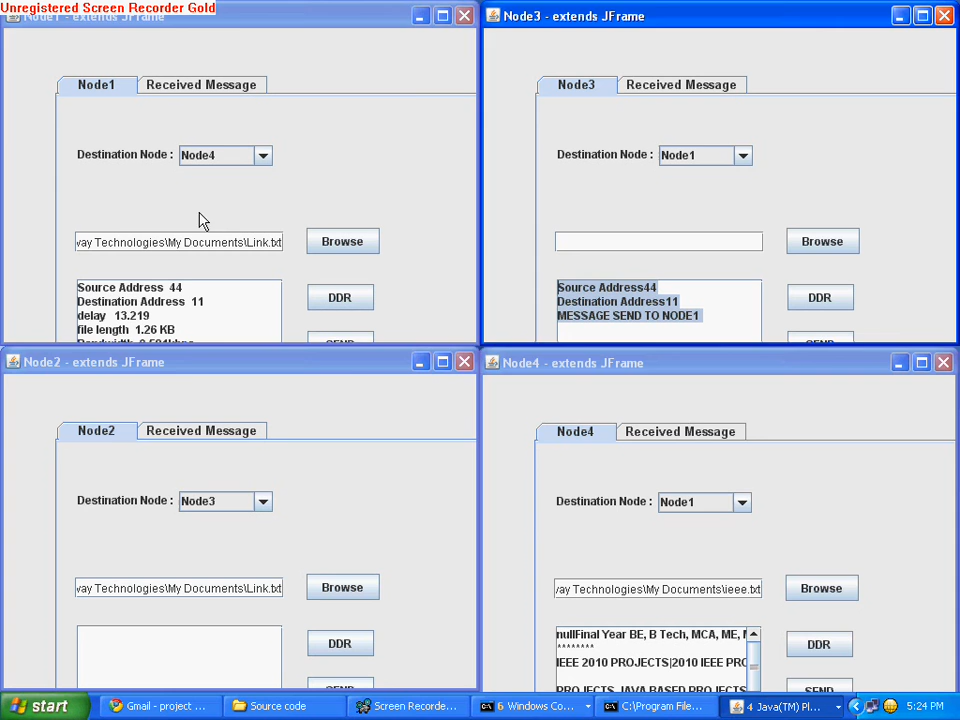 Unregistered Screen Recorder Gold
extends JFrame
Node1
Received Message
Destination Node :
Node4
vay Technologies\My Documents\Link.txt
Browse
Source Address 44
Destination Address 11
delay 13.219
file length 1.26 KB
DDR
Node3 - extends JFrame
Node3
Received Message
Destination Node :
Node1
Browse
Source Address44
Destination Address11
MESSAGE SEND TO NODE1
DDR
Node2 - extends JFrame
Node2
Received Message
Destination Node :
Node3
vay Technologies\My Documents\Link.txt
Browse
DDR
Node4 - extends JFrame
Node4
Received Message
Destination Node :
Node1
vay Technologies\My Documents\ieee.txt
Browse
nullFinal Year BE, B Tech, MCA, ME,
********
IEEE 2010 PROJECTS|2010 IEEE PRO
PROJECTS JAVA BASED PROJECTS
DDR
start
Gmail - project ...
Source code
Screen Recorde...
6 Windows Co...
C:\Program File...
4 Java(TM) Pl...
5:24 PM